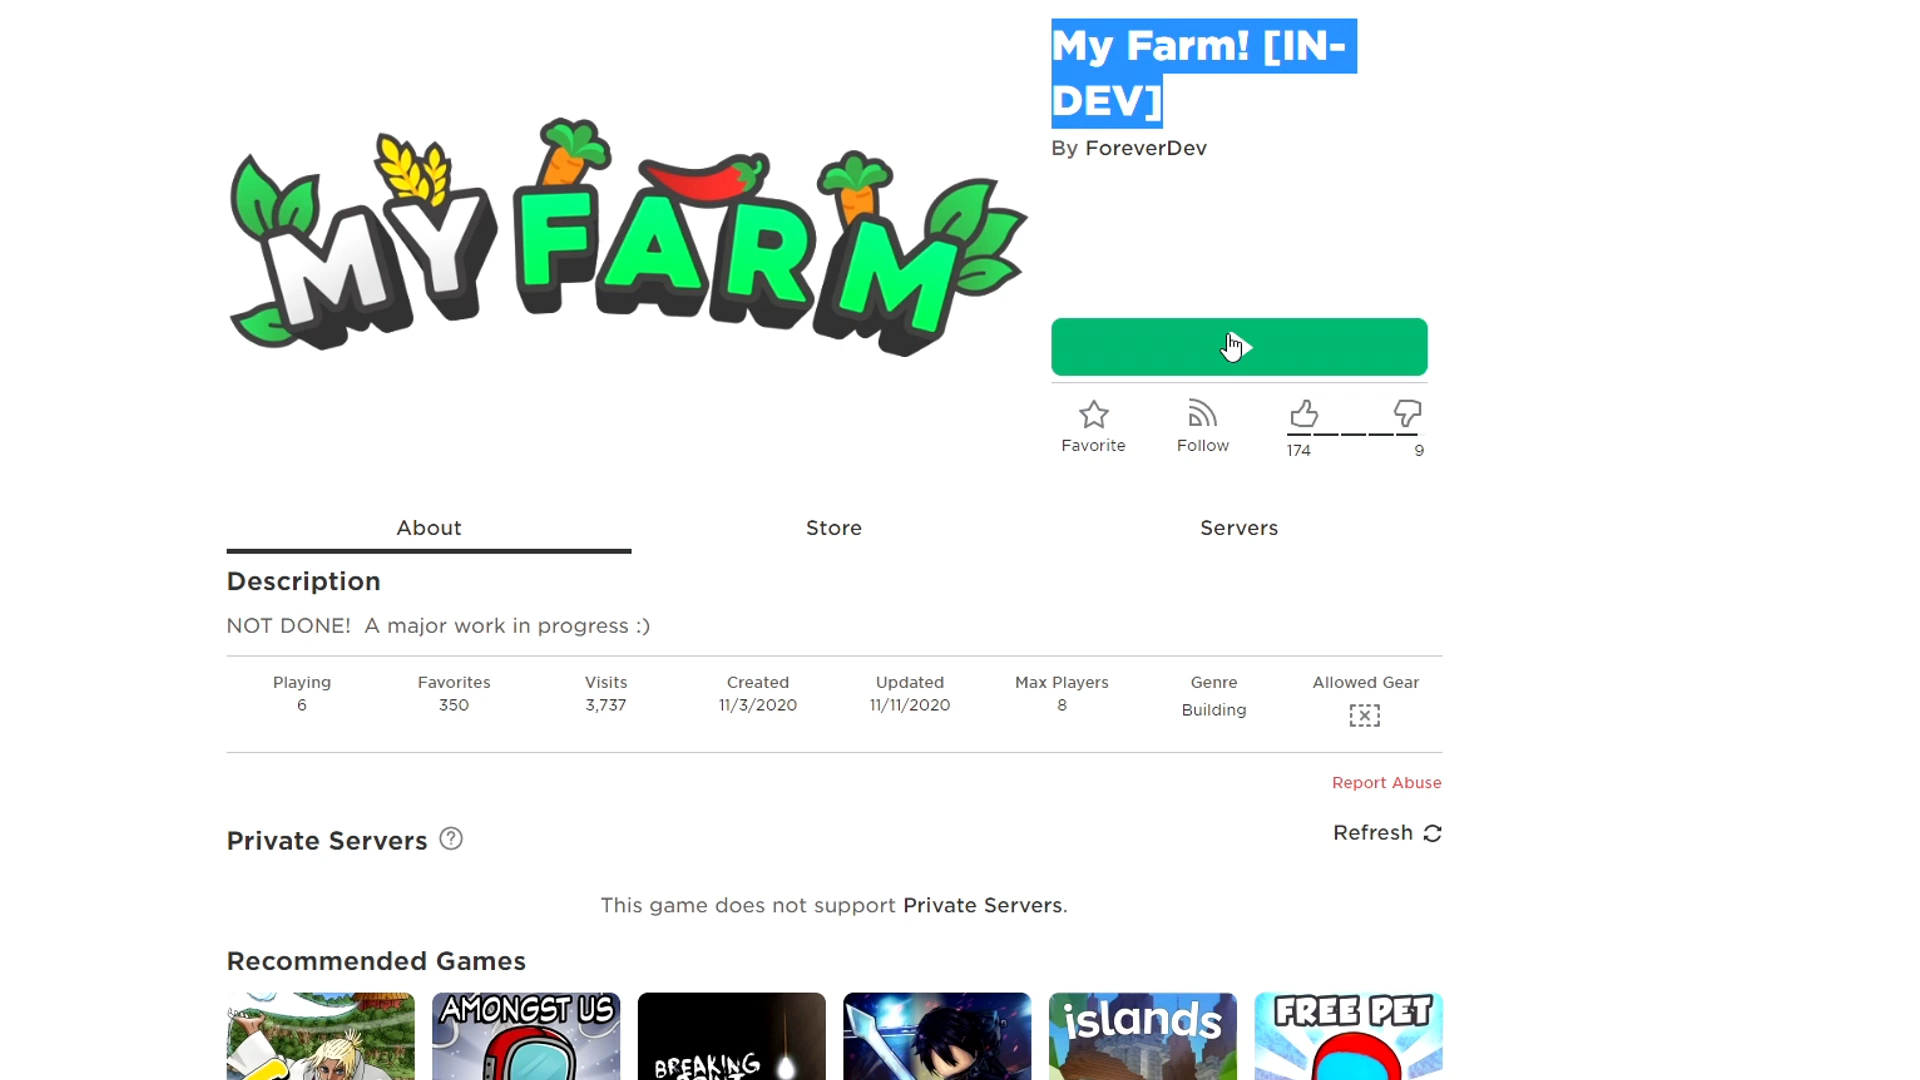 My Farm! [IN-
DEV]
By ForeverDev
MY FARM
Favorite
Follow
174
9
About
Store
Servers
Description
NOT DONE!  A major work in progress :)
Playing
Favorites
Visits
Created
Updated
Max Players
Genre
Allowed Gear
6
350
3,737
11/3/2020
11/11/2020
8
Building
Report Abuse
Private Servers
Refresh
This game does not support Private Servers.
Recommended Games
AMONGST US
BREAKING
islands
FREE PET